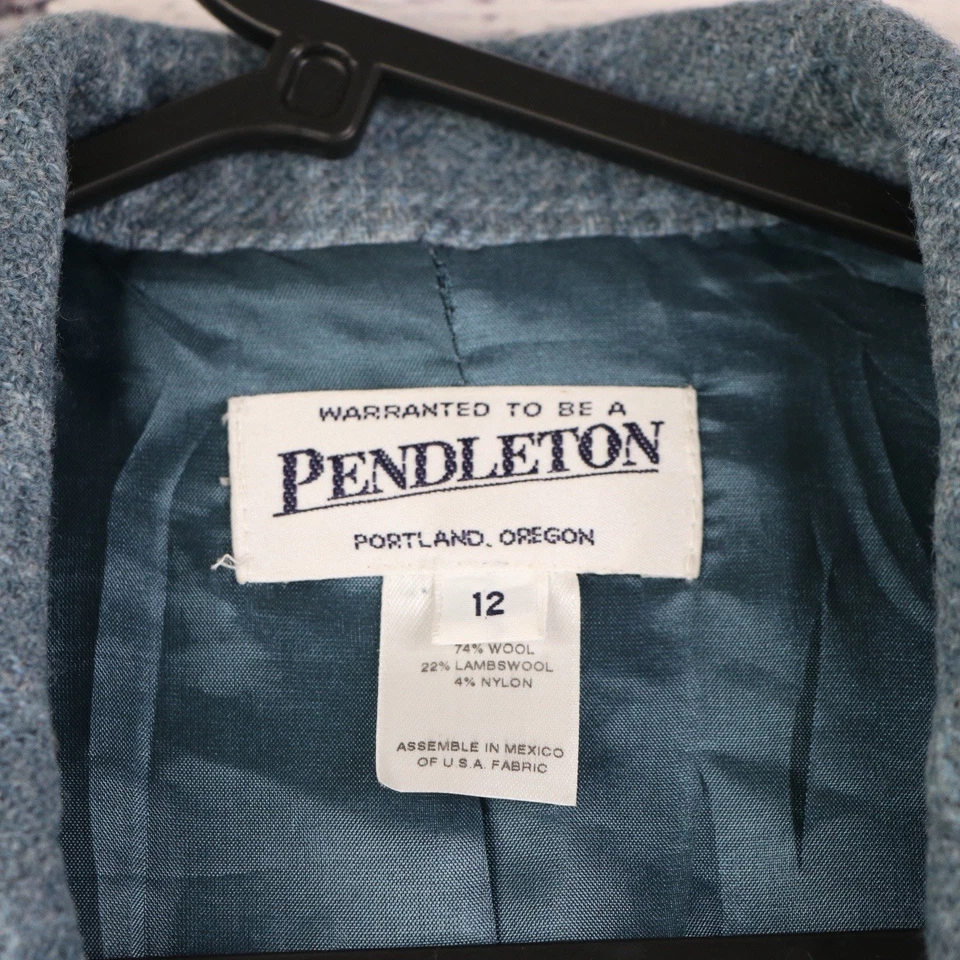 WARRANTED TO BE A
PENDLETON
PORTLAND, OREGON
12
74% WOOL
22% LAMBSWOOL
4% NYLON
ASSEMBLE IN MEXICO
OF U.S.A. FABRIC